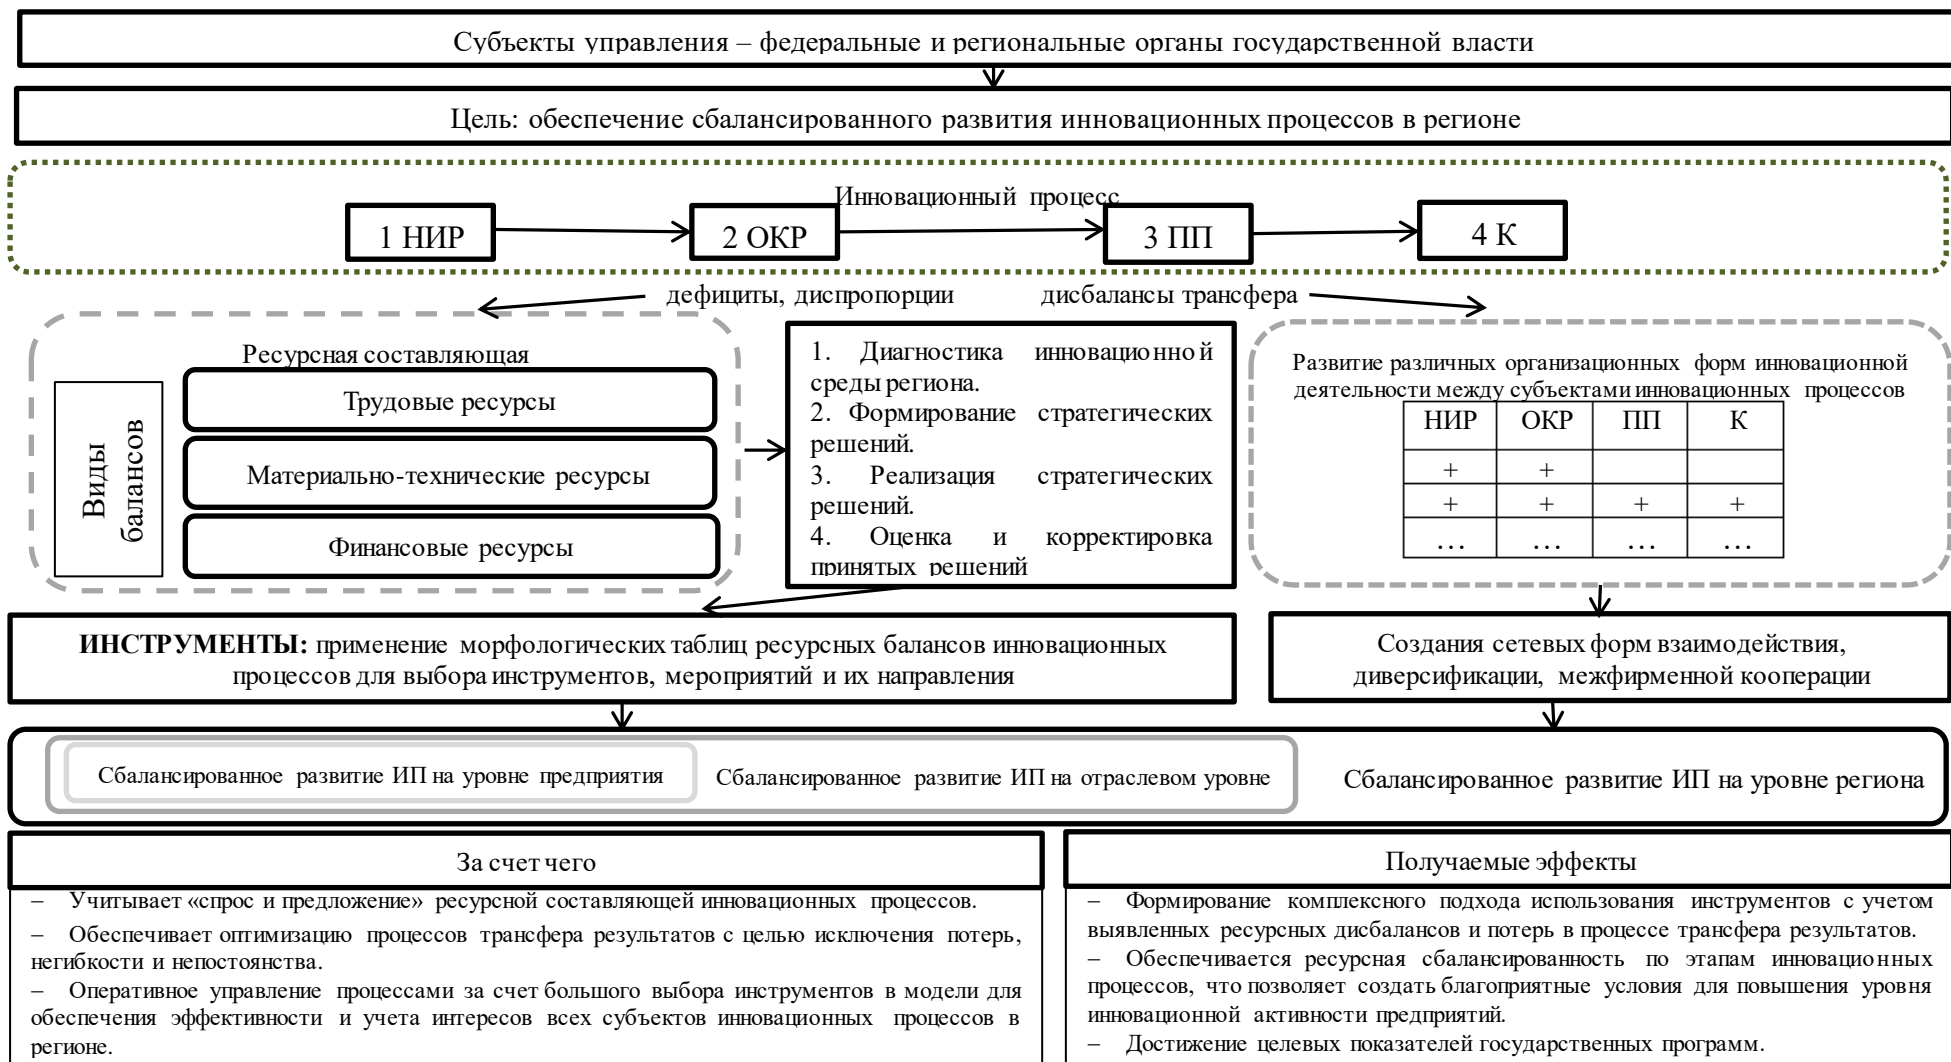 Субъекты управления – федеральные и региональные органы государственной власти
Цель: обеспечение сбалансированного развития инновационных процессов в регионе
Инновационный процесс
1 НИР
2 ОКР
3 ПП
4 К
дефициты, диспропорции
дисбалансы трансфера
Ресурсная составляющая
Виды
балансов
Трудовые ресурсы
Материально-технические ресурсы
Финансовые ресурсы
1. Диагностика инновационной
среды региона.
2. Формирование стратегических
решений.
3. Реализация стратегических
решений.
4. Оценка и корректировка
принятых решений
Развитие различных организационных форм инновационной
деятельности между субъектами инновационных процессов
НИР ОКР ПП К
+ +
+ + + +
… … … …
ИНСТРУМЕНТЫ: применение морфологических таблиц ресурсных балансов инновационных
процессов для выбора инструментов, мероприятий и их направления
Создания сетевых форм взаимодействия,
диверсификации, межфирменной кооперации
Сбалансированное развитие ИП на уровне предприятия
Сбалансированное развитие ИП на отраслевом уровне
Сбалансированное развитие ИП на уровне региона
За счет чего
– Учитывает «спрос и предложение» ресурсной составляющей инновационных процессов.
– Обеспечивает оптимизацию процессов трансфера результатов с целью исключения потерь,
негибкости и непостоянства.
– Оперативное управление процессами за счет большого выбора инструментов в модели для
обеспечения эффективности и учета интересов всех субъектов инновационных процессов в
регионе.
Получаемые эффекты
– Формирование комплексного подхода использования инструментов с учетом
выявленных ресурсных дисбалансов и потерь в процессе трансфера результатов.
– Обеспечивается ресурсная сбалансированность по этапам инновационных
процессов, что позволяет создать благоприятные условия для повышения уровня
инновационной активности предприятий.
– Достижение целевых показателей государственных программ.